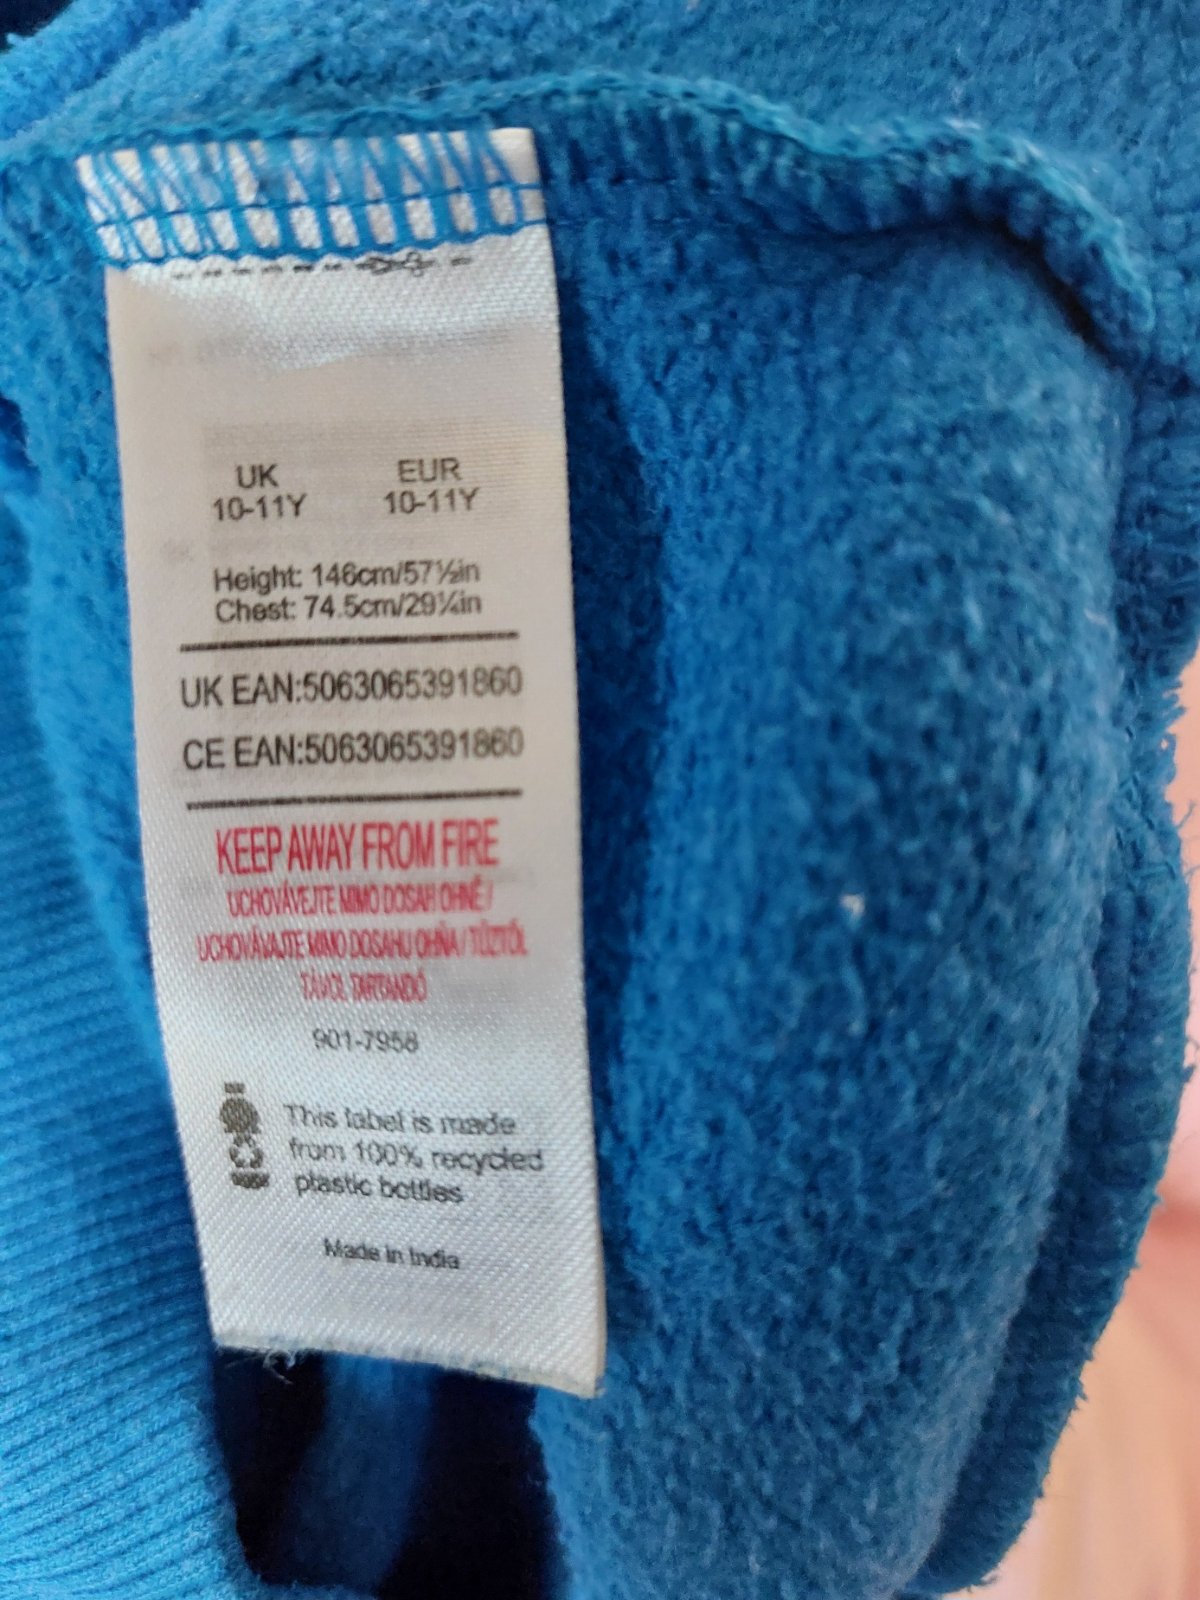 UK EUR
10-11Y 10-11Y
Height: 146cm/57½in
Chest: 74.5cm/29¼in
UK EAN:5063065391860
CE EAN:5063065391860
KEEP AWAY FROM FIRE
UCHOVÁVEJTE MIMO DOSAH OHNĚ /
UCHOVÁVAJTE MIMO DOSAHU OHŇA / TŰZTŐL
TÁVOL TARTANDÓ
901-7958
This label is made
from 100% recycled
plastic bottles
Made in India